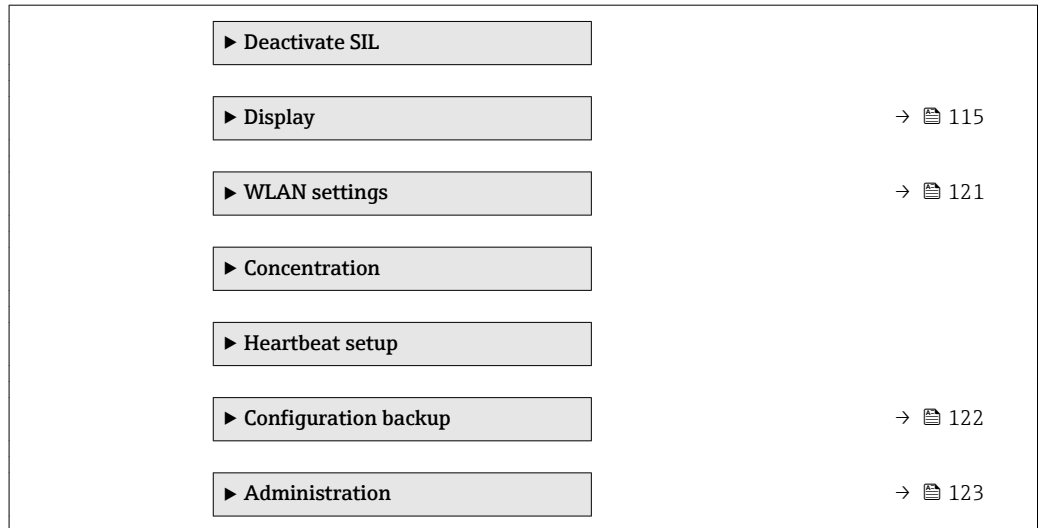 ▶ Deactivate SIL
▶ Display → 115
▶ WLAN settings → 121
▶ Concentration
▶ Heartbeat setup
▶ Configuration backup → 122
▶ Administration → 123